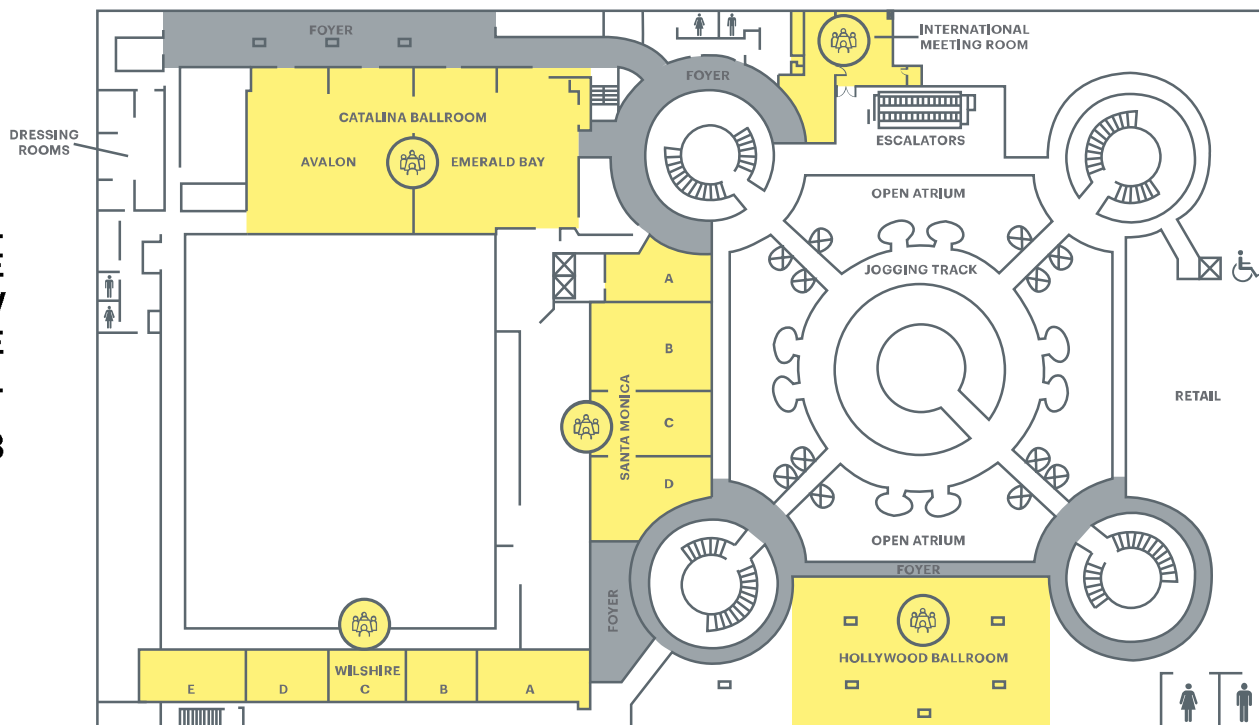 FOYER
INTERNATIONAL
MEETING ROOM
FOYER
CATALINA BALLROOM
DRESSING
ROOMS
ESCALATORS
AVALON
EMERALD BAY
OPEN ATRIUM
JOGGING TRACK
A
B
SANTA MONICA
C
D
RETAIL
OPEN ATRIUM
FOYER
FOYER
HOLLYWOOD BALLROOM
WILSHIRE
E
D
C
B
A